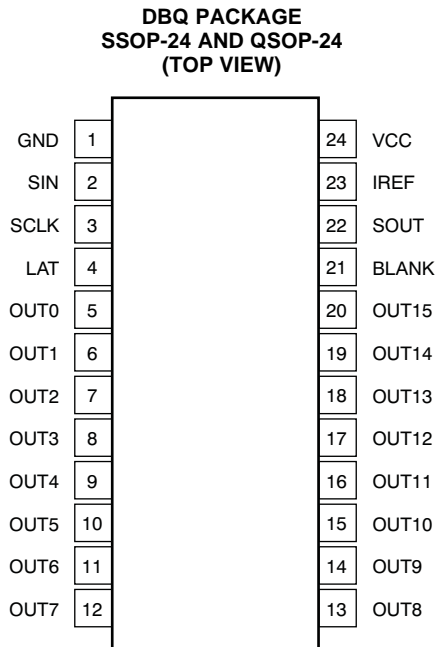 DBQ PACKAGE
SSOP-24 AND QSOP-24
(TOP VIEW)
GND 1 24 VCC
SIN 2 23 IREF
SCLK 3 22 SOUT
LAT 4 21 BLANK
OUT0 5 20 OUT15
OUT1 6 19 OUT14
OUT2 7 18 OUT13
OUT3 8 17 OUT12
OUT4 9 16 OUT11
OUT5 10 15 OUT10
OUT6 11 14 OUT9
OUT7 12 13 OUT8